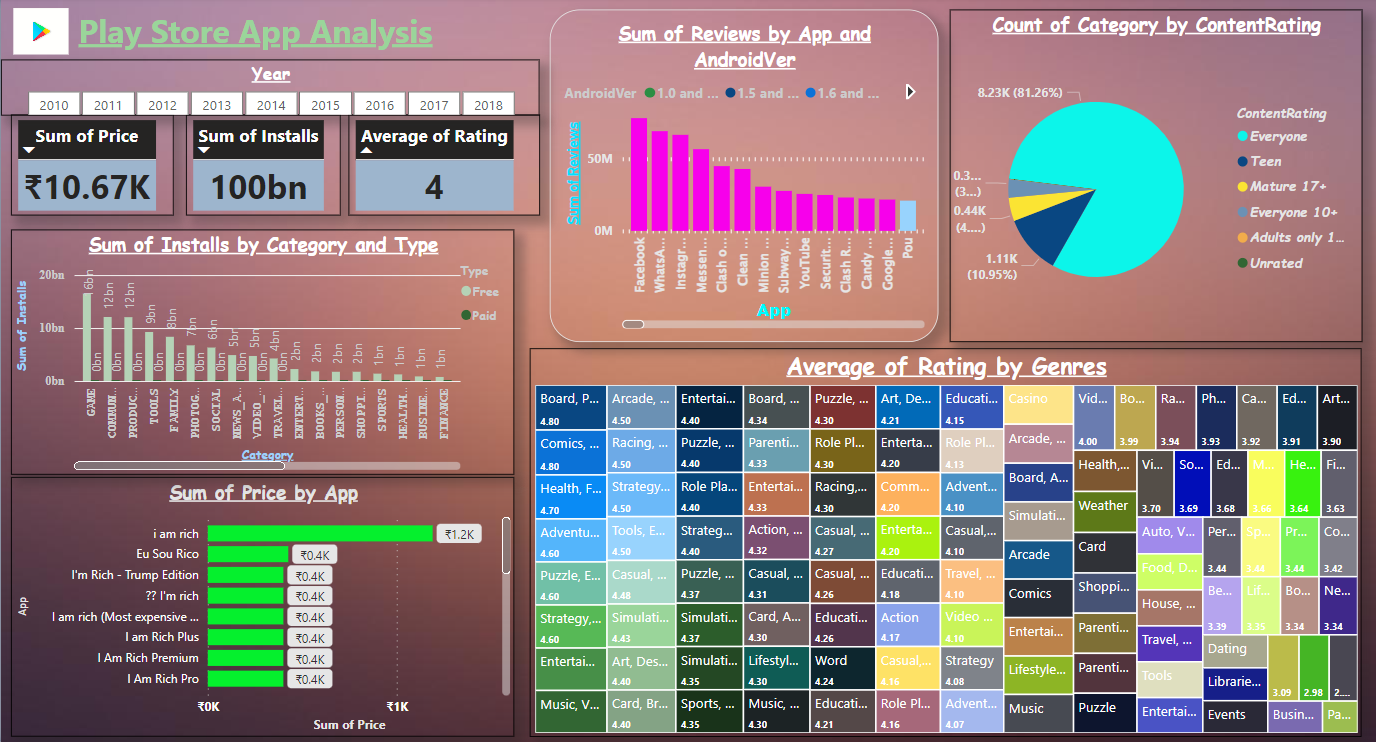 Play Store App Analysis
Year
2010 2011 2012 2013 2014 2015 2016 2017 2018
Sum of Price
₹10.67K
Sum of Installs
100bn
Average of Rating
4
Sum of Installs by Category and Type
Sum of Installs
20bn
10bn
0bn
6bn 0bn 12bn 0bn 12bn 0bn 9bn 0bn 8bn 0bn 7bn 0bn 6bn 0bn 5bn 0bn 5bn 0bn 4bn 0bn 2bn 0bn 2bn 0bn 2bn 0bn 2bn 0bn 1bn 0bn 1bn 0bn 1bn 0bn 1bn
GAME COMMUN... PRODUC... TOOLS FAMILY PHOTOG... SOCIAL NEWS_A... VIDEO_... TRAVEL... ENTERT... BOOKS_... PERSON... SHOPPI... SPORTS HEALTH... BUSINE... FINANCE
Category
Type
Free
Paid
Sum of Price by App
App
i am rich ₹1.2K
Eu Sou Rico ₹0.4K
I'm Rich - Trump Edition ₹0.4K
?? I'm rich ₹0.4K
I am rich (Most expensive ... ₹0.4K
I am Rich Plus ₹0.4K
I Am Rich Premium ₹0.4K
I Am Rich Pro ₹0.4K
₹0K ₹1K
Sum of Price
Sum of Reviews by App and
AndroidVer
AndroidVer 1.0 and ... 1.5 and ... 1.6 and ...
Sum of Reviews
50M
0M
Facebook WhatsA... Instagr... Messen... Clash o... Clean ... Minion ... Subway... YouTube Securit... Clash R... Candy ... Google... Pou
App
Count of Category by ContentRating
8.23K (81.26%)
0.3...
(3....)
0.44K
(4....)
1.11K
(10.95%)
ContentRating
Everyone
Teen
Mature 17+
Everyone 10+
Adults only 1...
Unrated
Average of Rating by Genres
Board, P...
4.80
Comics, ...
4.80
Health, F...
4.70
Adventu...
4.60
Puzzle, E...
4.60
Strategy,...
4.60
Entertai...
Music, V...
Arcade, ...
4.50
Racing, ...
4.50
Strategy...
4.50
Tools, E...
4.50
Casual, ...
4.48
Simulati...
4.43
Art, Des...
4.40
Card, Br...
4.40
Entertai...
4.40
Puzzle, ...
4.40
Role Pla...
4.40
Strateg...
4.40
Puzzle, ...
4.37
Simulati...
4.37
Simulati...
4.35
Sports, ...
4.35
Board, ...
4.34
Parenti...
4.33
Entertai...
4.33
Action, ...
4.32
Casual, ...
4.31
Card, A...
4.30
Lifestyl...
4.30
Music, ...
4.30
Puzzle,...
4.30
Role Pl...
4.30
Racing,...
4.30
Casual, ...
4.27
Casual, ...
4.26
Educati...
4.26
Word
4.24
Educati...
4.21
Art, De...
4.21
Enterta...
4.20
Comm...
4.20
Enterta...
4.20
Educati...
4.18
Action
4.17
Casual,...
4.16
Role Pl...
4.16
Educati...
4.15
Role Pl...
4.13
Advent...
4.10
Casual,...
4.10
Travel, ...
4.10
Video ...
4.10
Strategy
4.08
Advent...
4.07
Casino
Arcade, ...
Board, A...
Simulati...
Arcade
Comics
Entertai...
Lifestyle...
Music
Vid...
4.00
Bo...
3.99
Ra...
3.94
Ph...
3.93
Ca...
3.92
Ed...
3.91
Art...
3.90
Health,...
Weather
Card
Shoppi...
Parenti...
Parenti...
Puzzle
Vi...
3.70
So...
3.69
Ed...
3.68
M...
3.66
He...
3.64
Fi...
3.63
Auto, V...
Food, D...
House, ...
Travel, ...
Tools
Entertai...
Per...
3.44
Sp...
3.44
Pr...
3.44
Co...
3.42
Be...
3.39
Lif...
3.35
Bo...
3.34
Ne...
3.34
Dating
Librarie...
Events
3.09
2.98
2....
Busin...
Pa...